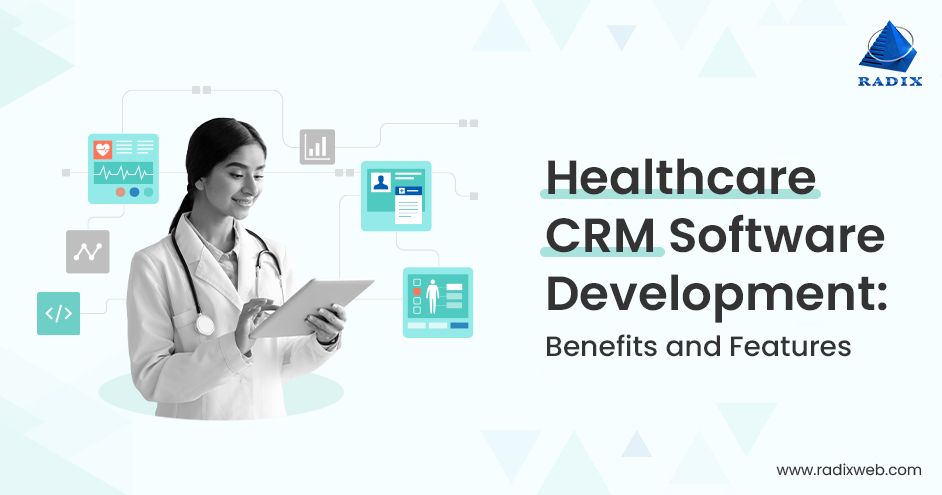 RADIX
Healthcare
CRM Software
Development:
Benefits and Features
www.radixweb.com